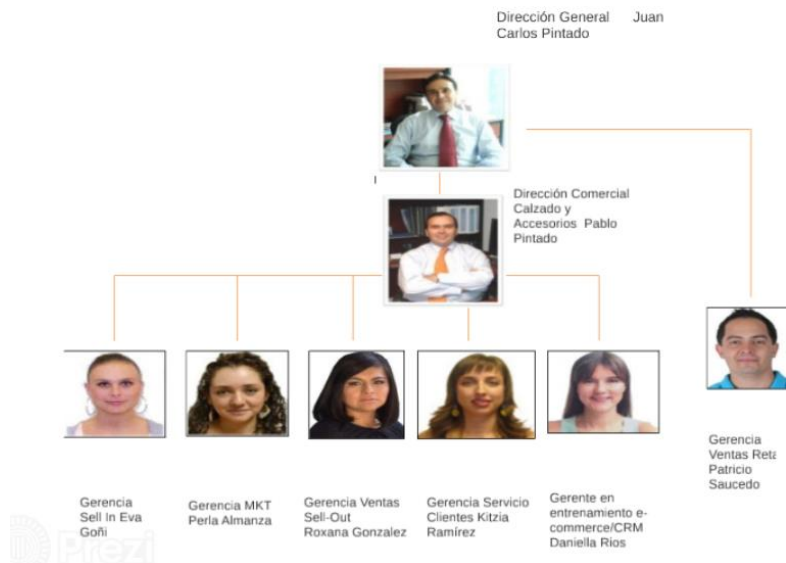 Dirección General Juan
Carlos Pintado
Dirección Comercial
Calzado y
Accesorios Pablo
Pintado
Gerencia
Ventas Reta
Patricio
Saucedo
Gerencia
Sell In Eva
Goñi
Gerencia MKT
Perla Almanza
Gerencia Ventas
Sell-Out
Roxana Gonzalez
Gerencia Servicio
Clientes Kitzia
Ramírez
Gerente en
entrenamiento e-
commerce/CRM
Daniella Rios
Prezi